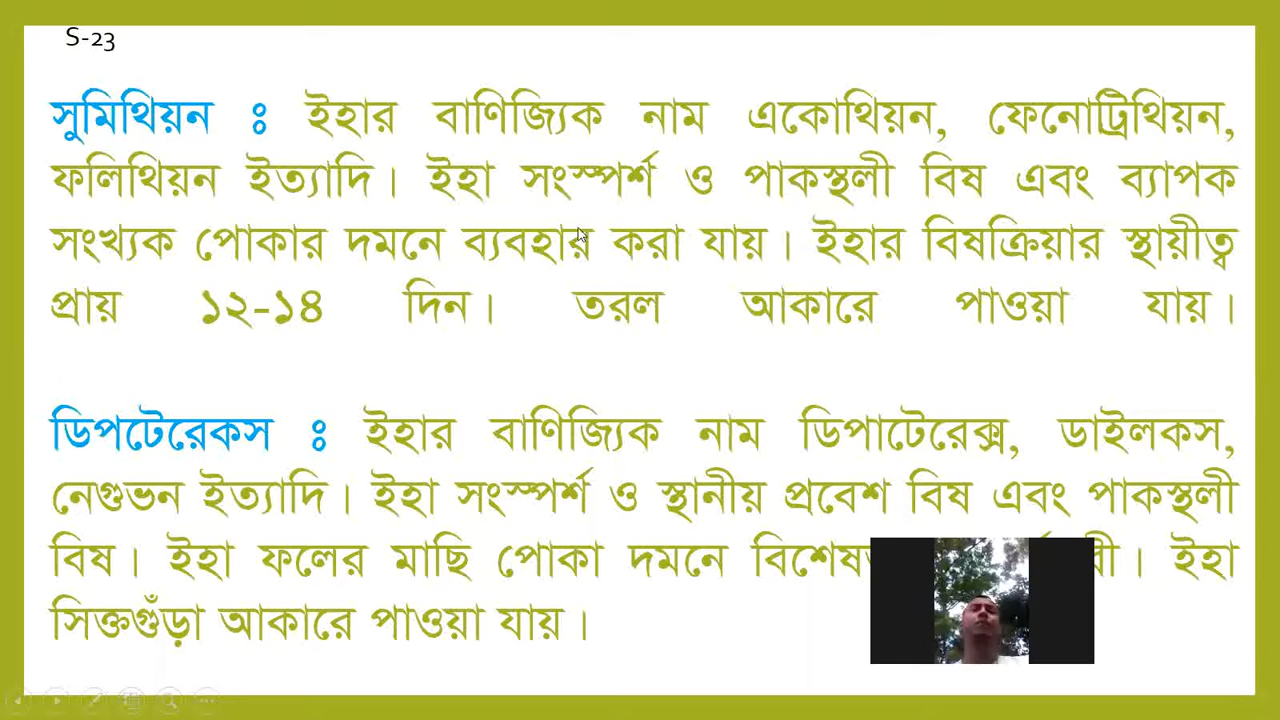 S-23
সুমিথিয়ন ঃ ইহার বাণিজ্যিক নাম একোথিয়ন, ফেনোট্রিথিয়ন,
ফলিথিয়ন ইত্যাদি। ইহা সংস্পর্শ ও পাকস্থলী বিষ এবং ব্যাপক
সংখ্যক পোকার দমনে ব্যবহার করা যায়। ইহার বিষক্রিয়ার স্থায়ীত্ব
প্রায় ১২-১৪ দিন। তরল আকারে পাওয়া যায়।
ডিপটেরেকস ঃ ইহার বাণিজ্যিক নাম ডিপাটেরেক্স, ডাইলকস,
নেগুভন ইত্যাদি। ইহা সংস্পর্শ ও স্থানীয় প্রবেশ বিষ এবং পাকস্থলী
বিষ। ইহা ফলের মাছি পোকা দমনে ইহা
সিক্তগুঁড়া আকারে পাওয়া যায়।